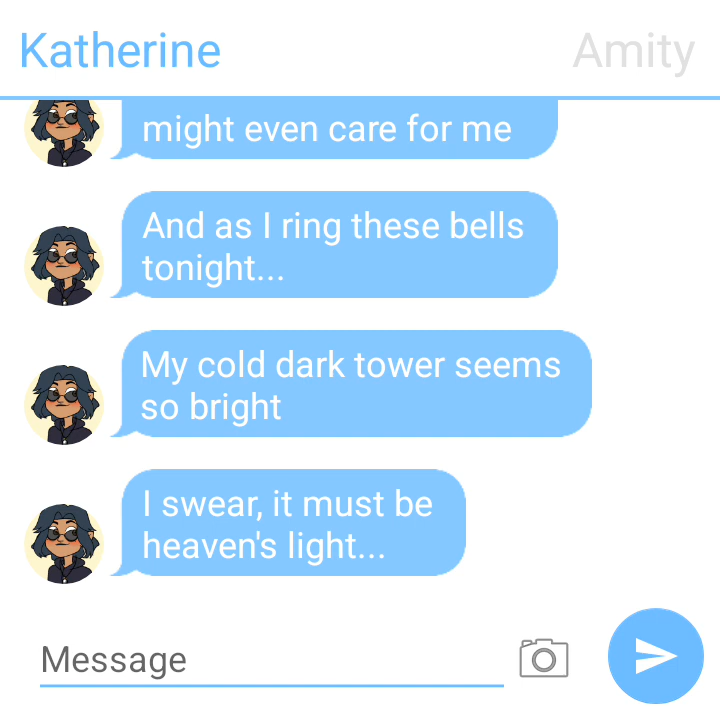 Katherine
Amity
might even care for me
And as I ring these bells
tonight...
My cold dark tower seems
so bright
I swear, it must be
heaven's light...
Message